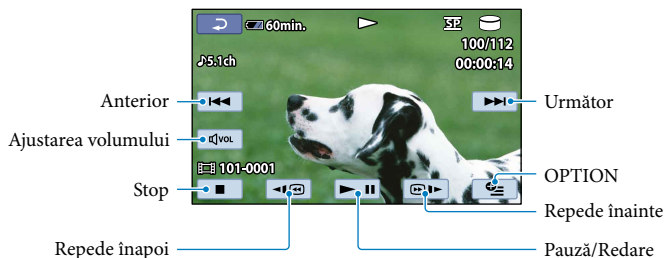 60min.
SP
100/112
♪5.1ch
00:00:14
Anterior
Următor
VOL
Ajustarea volumului
101-0001
OPTION
Stop
Repede înainte
Repede înapoi
Pauză/Redare